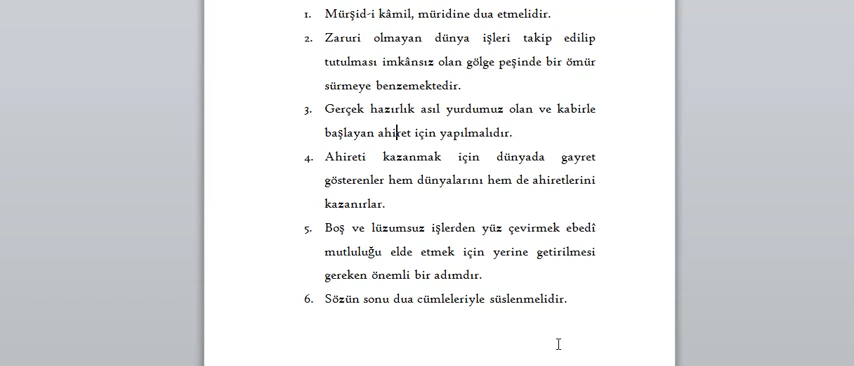 1. Mürşid-i kâmil, müridine dua etmelidir.
2. Zaruri olmayan dünya işleri takip edilip
tutulması imkânsız olan gölge peşinde bir ömür
sürmeye benzemektedir.
3. Gerçek hazırlık asıl yurdumuz olan ve kabirle
başlayan ahiret için yapılmalıdır.
4. Ahireti kazanmak için dünyada gayret
gösterenler hem dünyalarını hem de ahiretlerini
kazanırlar.
5. Boş ve lüzumsuz işlerden yüz çevirmek ebedî
mutluluğu elde etmek için yerine getirilmesi
gereken önemli bir adımdır.
6. Sözün sonu dua cümleleriyle süslenmelidir.